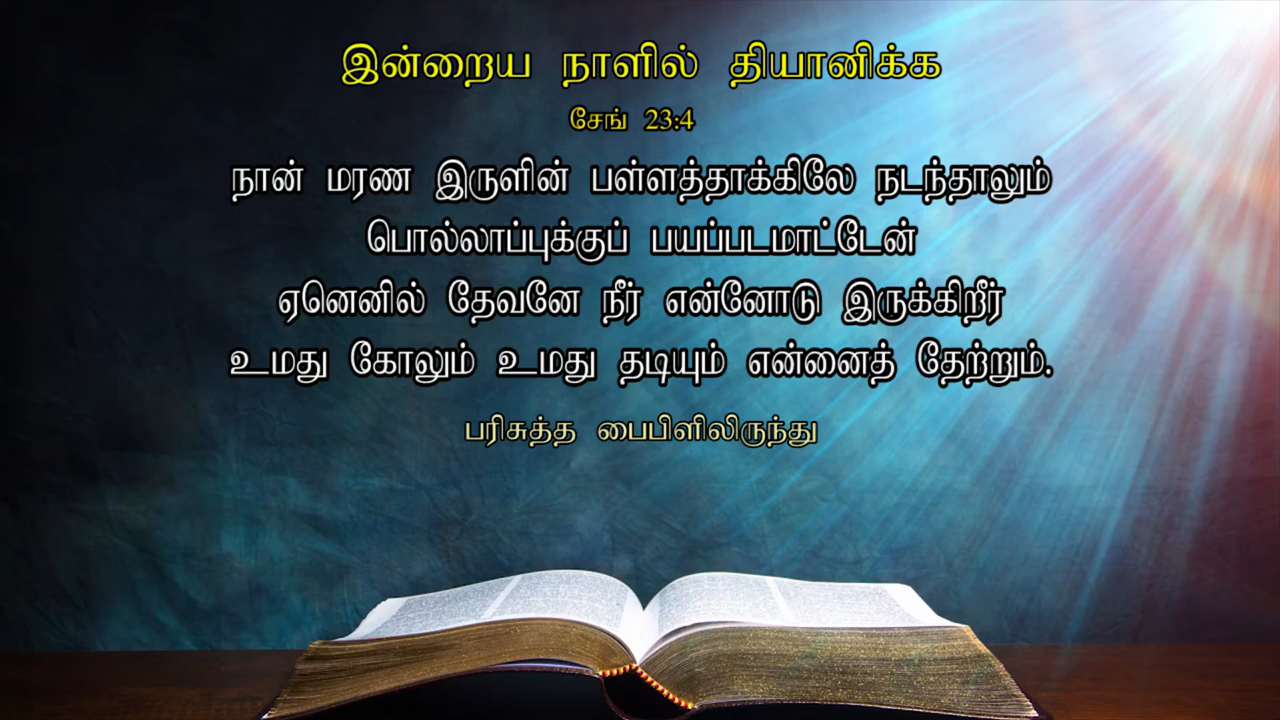 இன்றைய நாளில் தியானிக்க
சேங் 23:4
நான் மரண இருளின் பள்ளத்தாக்கிலே நடந்தாலும்
பொல்லாப்புக்குப் பயப்படமாட்டேன்
ஏனெனில் தேவனே நீர் என்னோடு இருக்கிறீர்
உமது கோலும் உமது தடியும் என்னைத் தேற்றும்.
பரிசுத்த பைபிளிலிருந்து